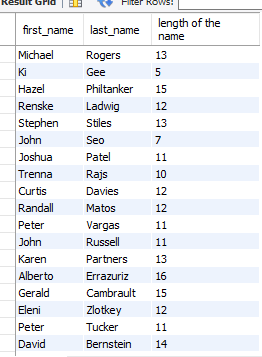 Result Grid Filter Rows:
first_name last_name length of the name
Michael Rogers 13
Ki Gee 5
Hazel Philtanker 15
Renske Ladwig 12
Stephen Stiles 13
John Seo 7
Joshua Patel 11
Trenna Rajs 10
Curtis Davies 12
Randall Matos 12
Peter Vargas 11
John Russell 11
Karen Partners 13
Alberto Errazuriz 16
Gerald Cambrault 15
Eleni Zlotkey 12
Peter Tucker 11
David Bernstein 14